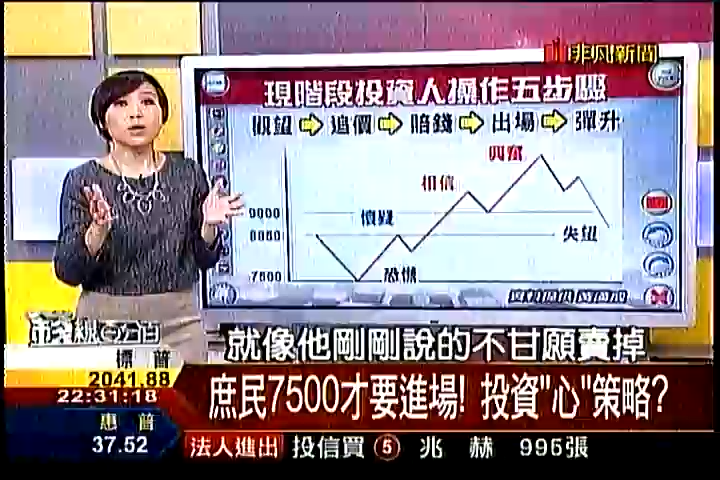 非凡新聞
現階段投資人操作五步驟
觀望 追價 賠錢 出場 彈升
興奮
相信
9000 懷疑
8050 失望
7500 恐懼
就像他剛剛說的不甘願賣掉
標普
2041.88
22:31:18
庶民7500才要進場! 投資"心"策略?
惠普
37.52
法人進出 投信買 5 兆赫 995張